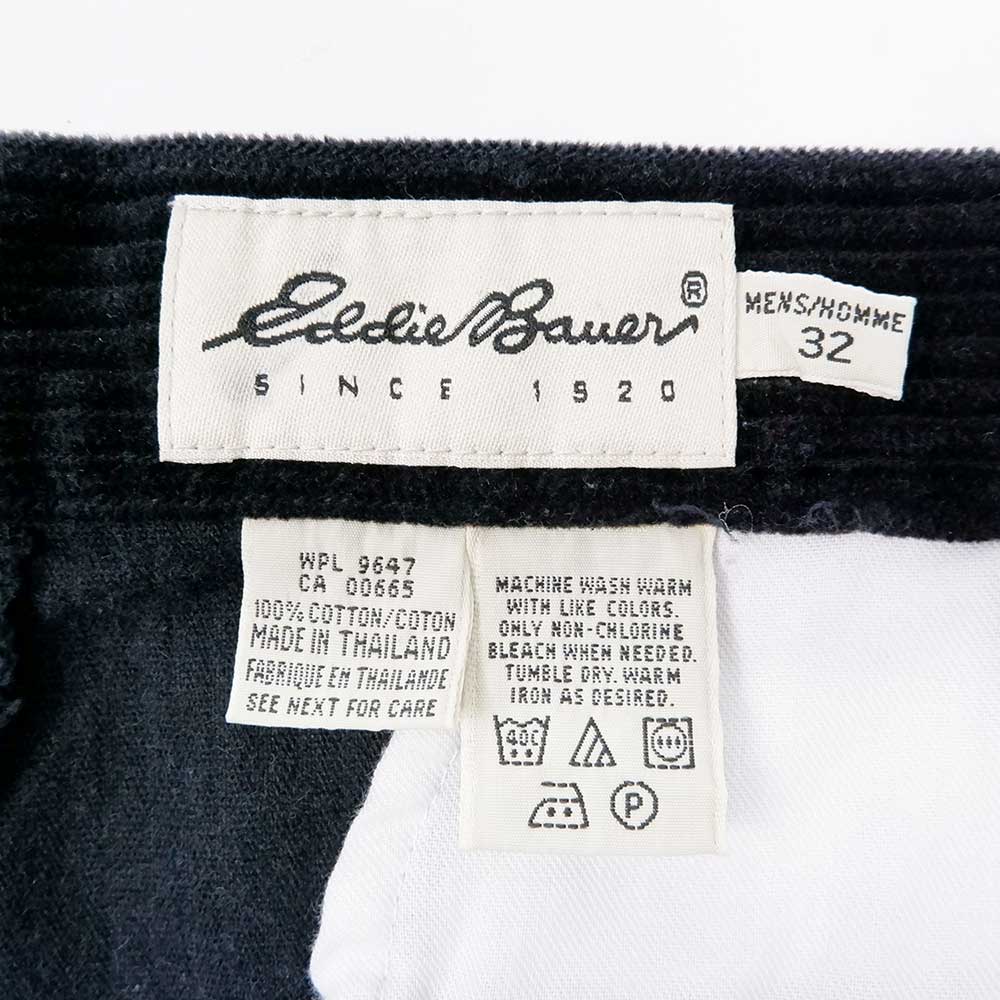 Eddie Bauer®
SINCE 1920
MENS/HOMME
32
WPL 9647
CA 00665
100% COTTON/COTON
MADE IN THAILAND
FABRIQUE EN THAILANDE
SEE NEXT FOR CARE
MACHINE WASH WARM
WITH LIKE COLORS.
ONLY NON-CHLORINE
BLEACH WHEN NEEDED.
TUMBLE DRY. WARM
IRON AS DESIRED.
40C
P